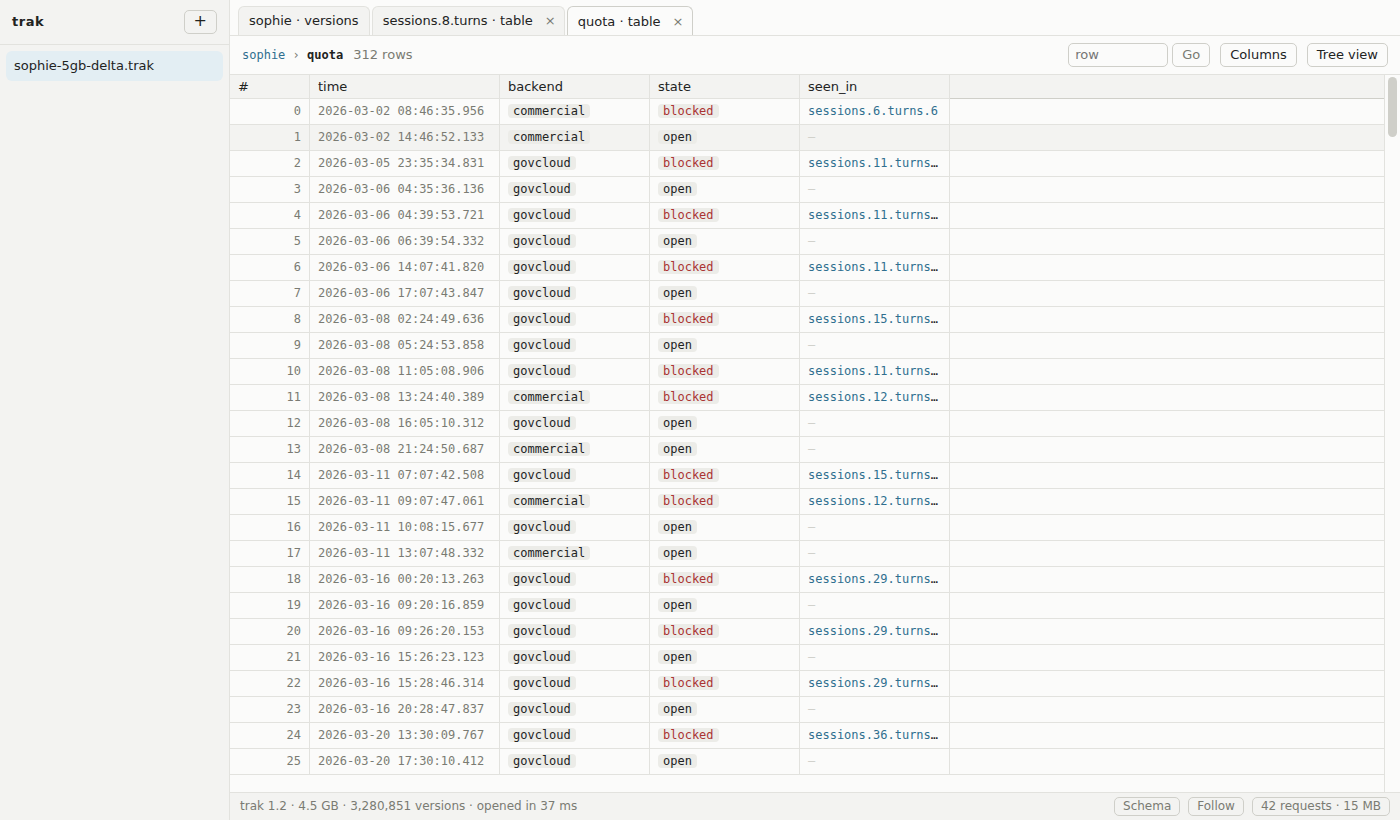 trak
+
sophie-5gb-delta.trak
sophie · versions
sessions.8.turns · table ×
quota · table ×
sophie › quota 312 rows
row Go Columns Tree view
# time backend state seen_in
0 2026-03-02 08:46:35.956 commercial blocked sessions.6.turns.6
1 2026-03-02 14:46:52.133 commercial open —
2 2026-03-05 23:35:34.831 govcloud blocked sessions.11.turns…
3 2026-03-06 04:35:36.136 govcloud open —
4 2026-03-06 04:39:53.721 govcloud blocked sessions.11.turns…
5 2026-03-06 06:39:54.332 govcloud open —
6 2026-03-06 14:07:41.820 govcloud blocked sessions.11.turns…
7 2026-03-06 17:07:43.847 govcloud open —
8 2026-03-08 02:24:49.636 govcloud blocked sessions.15.turns…
9 2026-03-08 05:24:53.858 govcloud open —
10 2026-03-08 11:05:08.906 govcloud blocked sessions.11.turns…
11 2026-03-08 13:24:40.389 commercial blocked sessions.12.turns…
12 2026-03-08 16:05:10.312 govcloud open —
13 2026-03-08 21:24:50.687 commercial open —
14 2026-03-11 07:07:42.508 govcloud blocked sessions.15.turns…
15 2026-03-11 09:07:47.061 commercial blocked sessions.12.turns…
16 2026-03-11 10:08:15.677 govcloud open —
17 2026-03-11 13:07:48.332 commercial open —
18 2026-03-16 00:20:13.263 govcloud blocked sessions.29.turns…
19 2026-03-16 09:20:16.859 govcloud open —
20 2026-03-16 09:26:20.153 govcloud blocked sessions.29.turns…
21 2026-03-16 15:26:23.123 govcloud open —
22 2026-03-16 15:28:46.314 govcloud blocked sessions.29.turns…
23 2026-03-16 20:28:47.837 govcloud open —
24 2026-03-20 13:30:09.767 govcloud blocked sessions.36.turns…
25 2026-03-20 17:30:10.412 govcloud open —
trak 1.2 · 4.5 GB · 3,280,851 versions · opened in 37 ms
Schema Follow 42 requests · 15 MB